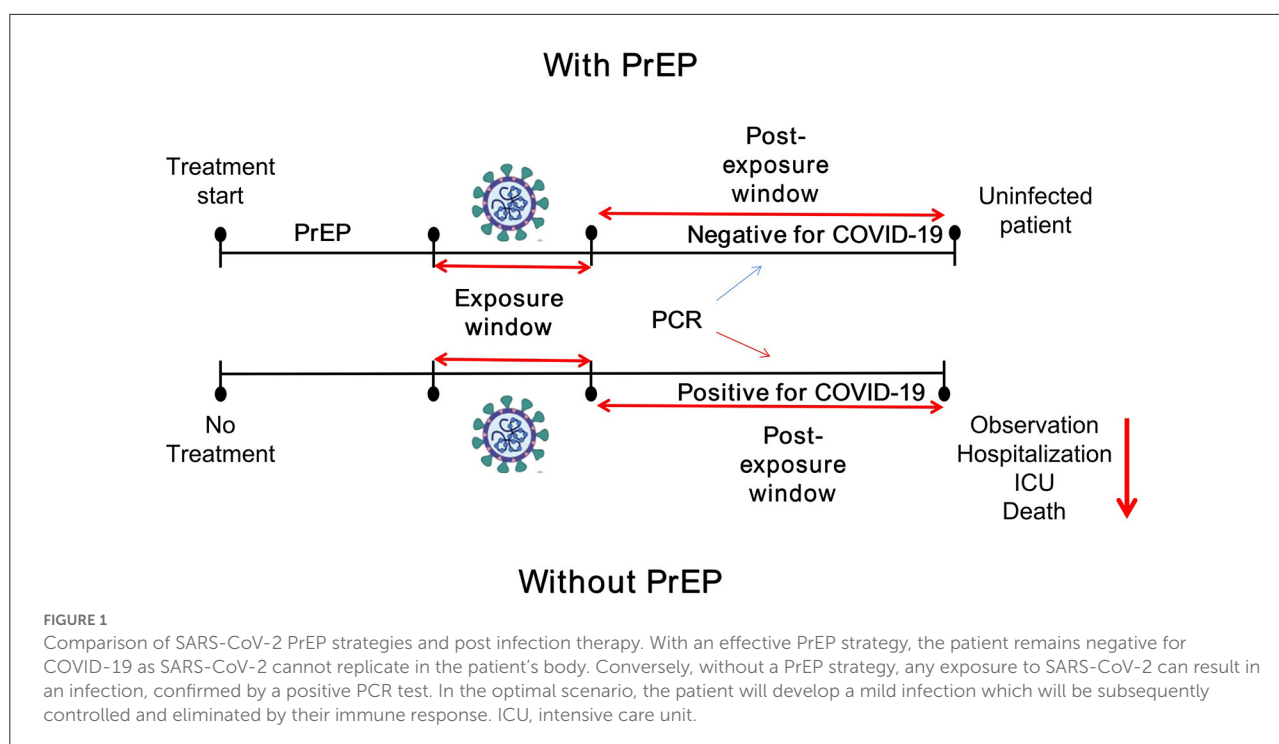 With PrEP
Treatment
start
PrEP
Post-
exposure
window
Negative for COVID-19
Uninfected
patient
Exposure
window
PCR
No
Treatment
Positive for COVID-19
Post-
exposure
window
Observation
Hospitalization
ICU
Death
Without PrEP
FIGURE 1
Comparison of SARS-CoV-2 PrEP strategies and post infection therapy. With an effective PrEP strategy, the patient remains negative for
COVID-19 as SARS-CoV-2 cannot replicate in the patient's body. Conversely, without a PrEP strategy, any exposure to SARS-CoV-2 can result in
an infection, confirmed by a positive PCR test. In the optimal scenario, the patient will develop a mild infection which will be subsequently
controlled and eliminated by their immune response. ICU, intensive care unit.